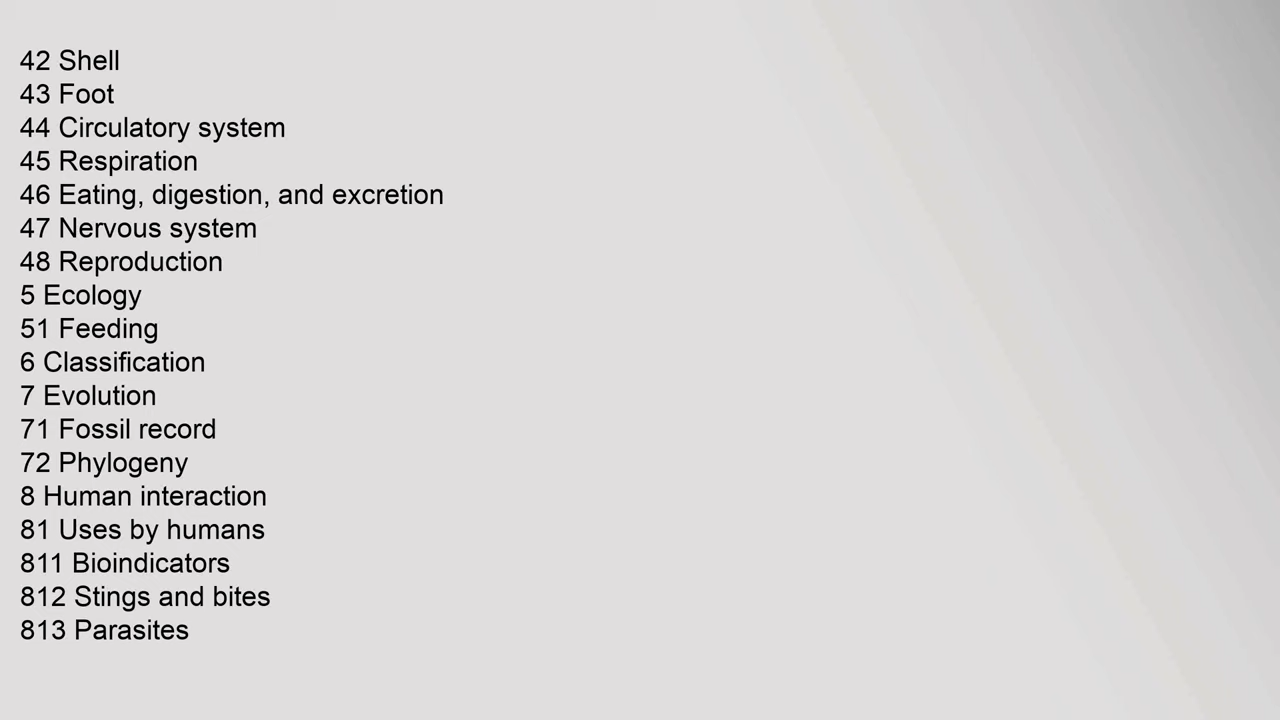 42 Shell
43 Foot
44 Circulatory system
45 Respiration
46 Eating, digestion, and excretion
47 Nervous system
48 Reproduction
5 Ecology
51 Feeding
6 Classification
7 Evolution
71 Fossil record
72 Phylogeny
8 Human interaction
81 Uses by humans
811 Bioindicators
812 Stings and bites
813 Parasites